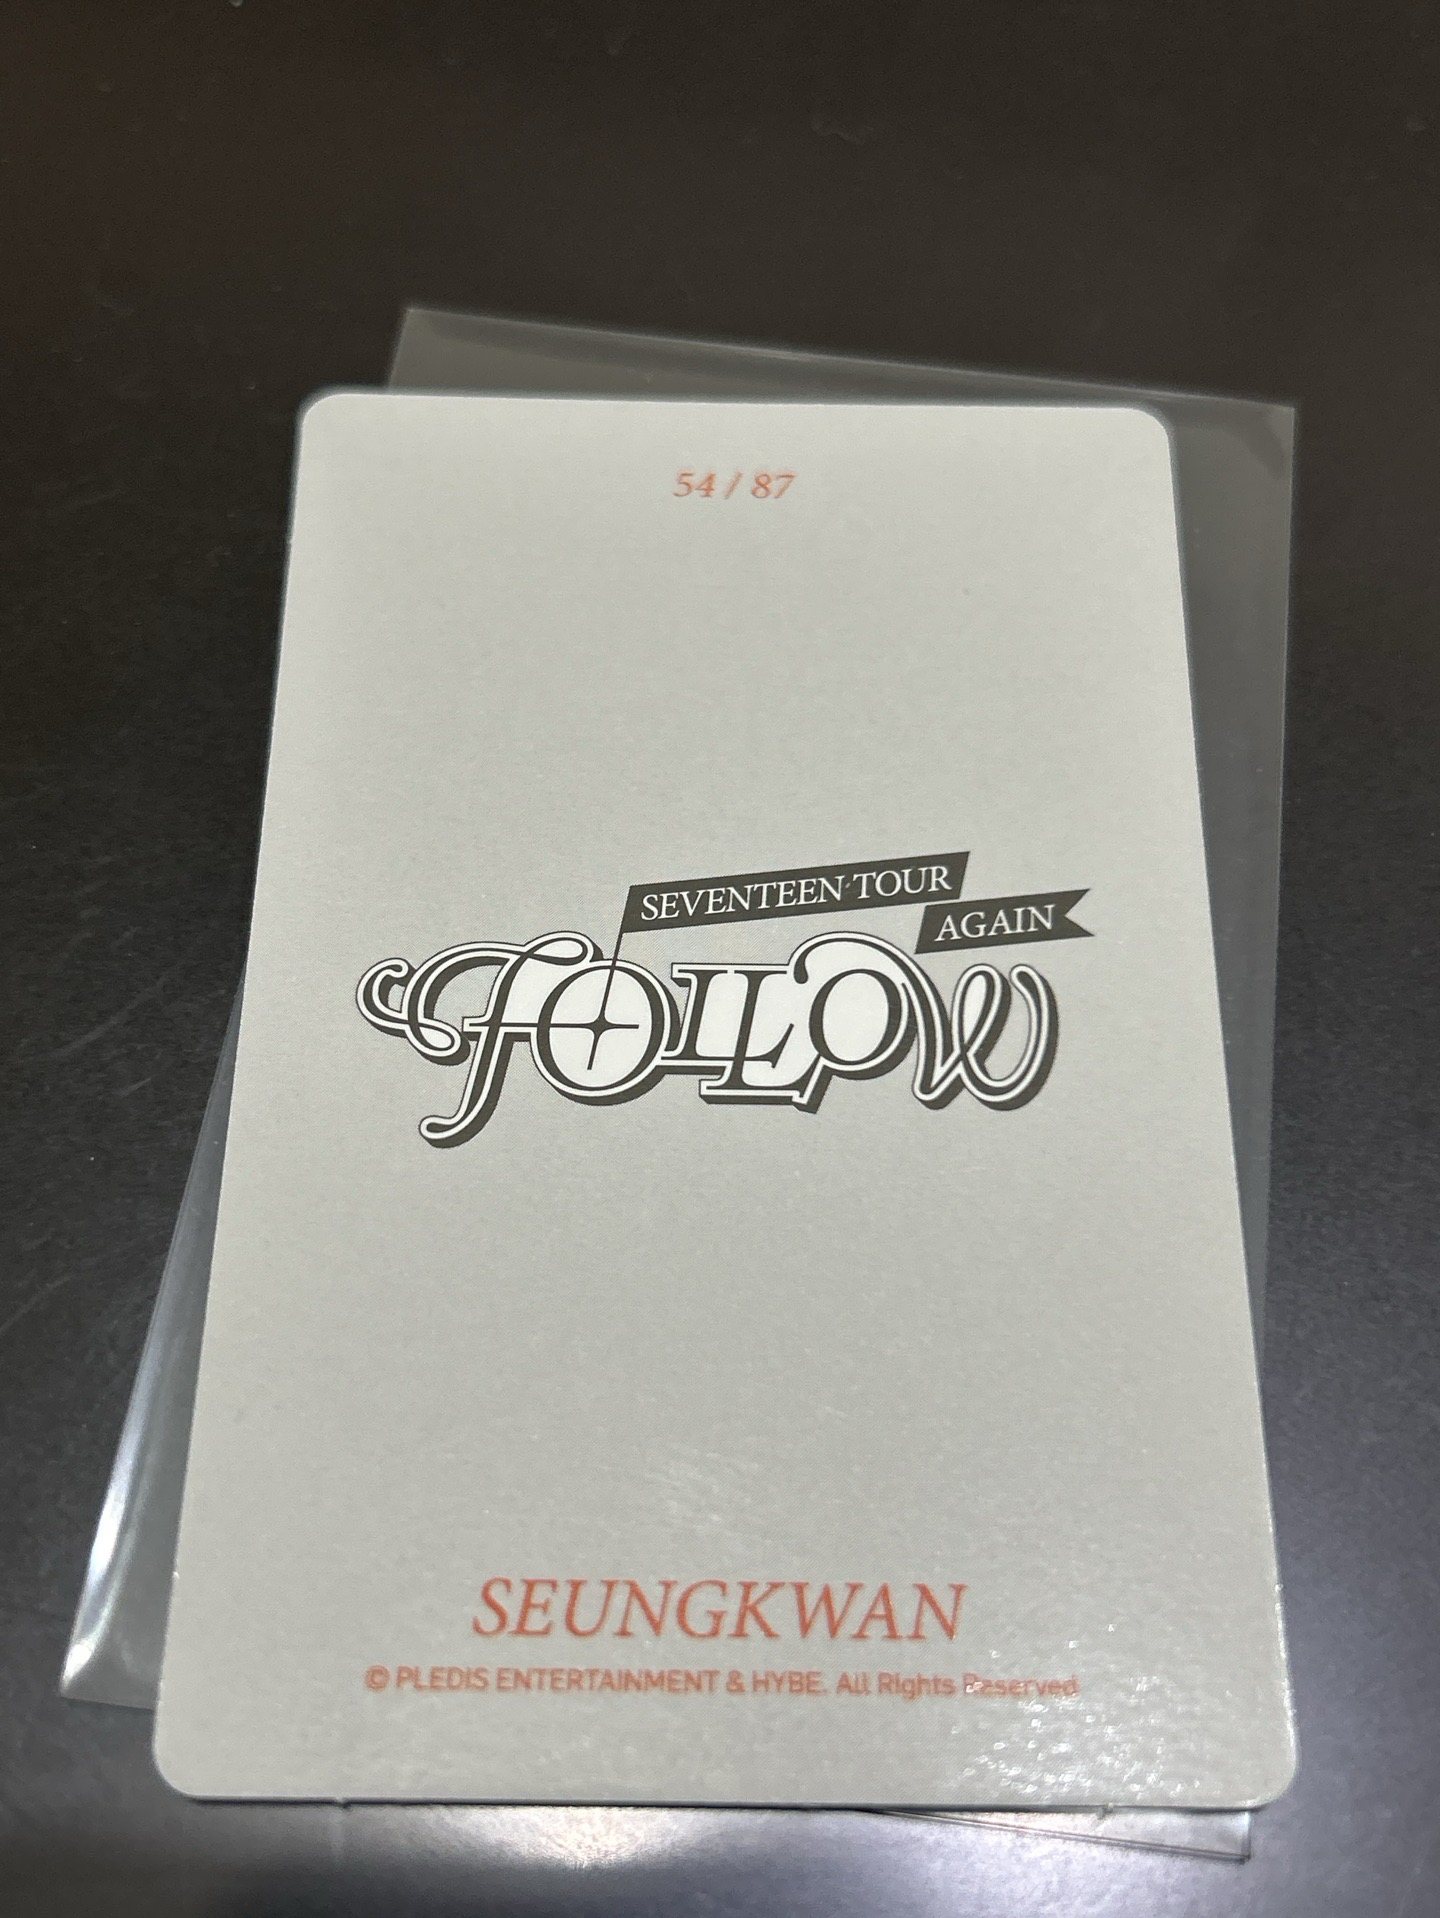 54 / 87
SEVENTEEN TOUR
AGAIN
FOLLOW
SEUNGKWAN
© PLEDIS ENTERTAINMENT & HYBE. All Rights Reserved